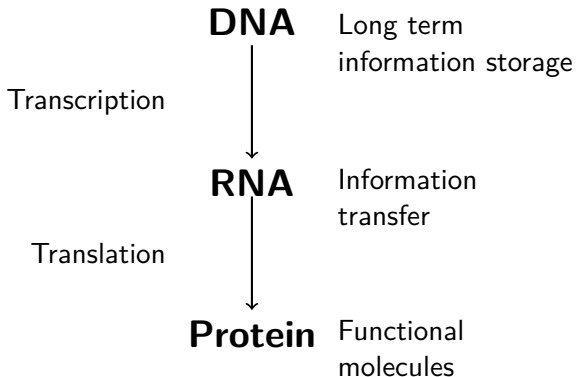 DNA
Long term
information storage
Transcription
RNA
Information
transfer
Translation
Protein
Functional
molecules